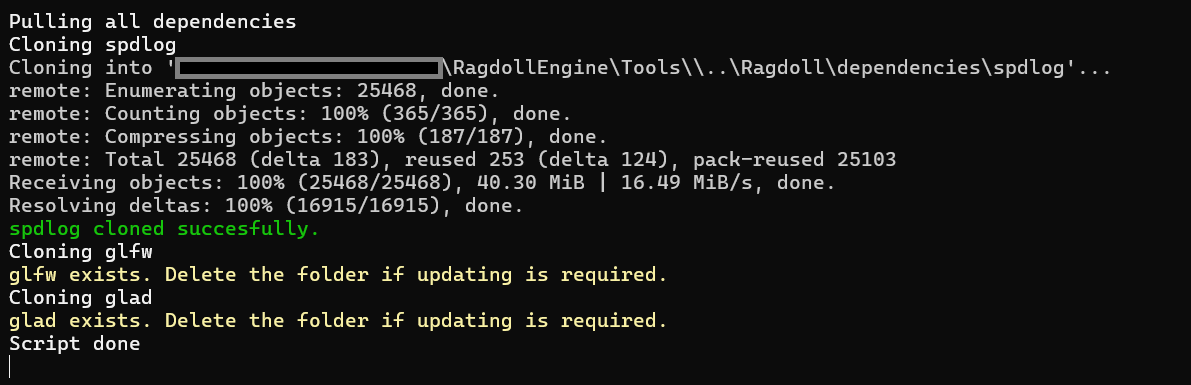 Pulling all dependencies
Cloning spdlog
Cloning into '\RagdollEngine\Tools\\..\Ragdoll\dependencies\spdlog'...
remote: Enumerating objects: 25468, done.
remote: Counting objects: 100% (365/365), done.
remote: Compressing objects: 100% (187/187), done.
remote: Total 25468 (delta 183), reused 253 (delta 124), pack-reused 25103
Receiving objects: 100% (25468/25468), 40.30 MiB | 16.49 MiB/s, done.
Resolving deltas: 100% (16915/16915), done.
spdlog cloned succesfully.
Cloning glfw
glfw exists. Delete the folder if updating is required.
Cloning glad
glad exists. Delete the folder if updating is required.
Script done